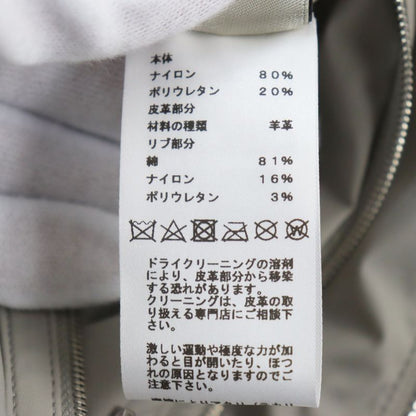 本体
ナイロン 80%
ポリウレタン 20%
皮革部分
材料の種類 羊革
リブ部分
綿 81%
ナイロン 16%
ポリウレタン 3%
ドライクリーニングの溶剤
により、皮革部分から移染
する恐れがあります。
クリーニングは、皮革の取
り扱える専門店にご相談下
さい。
激しい運動や極度な力が加
わると目が開いたり、ほつ
れの原因となりますのでご
注意下さい。